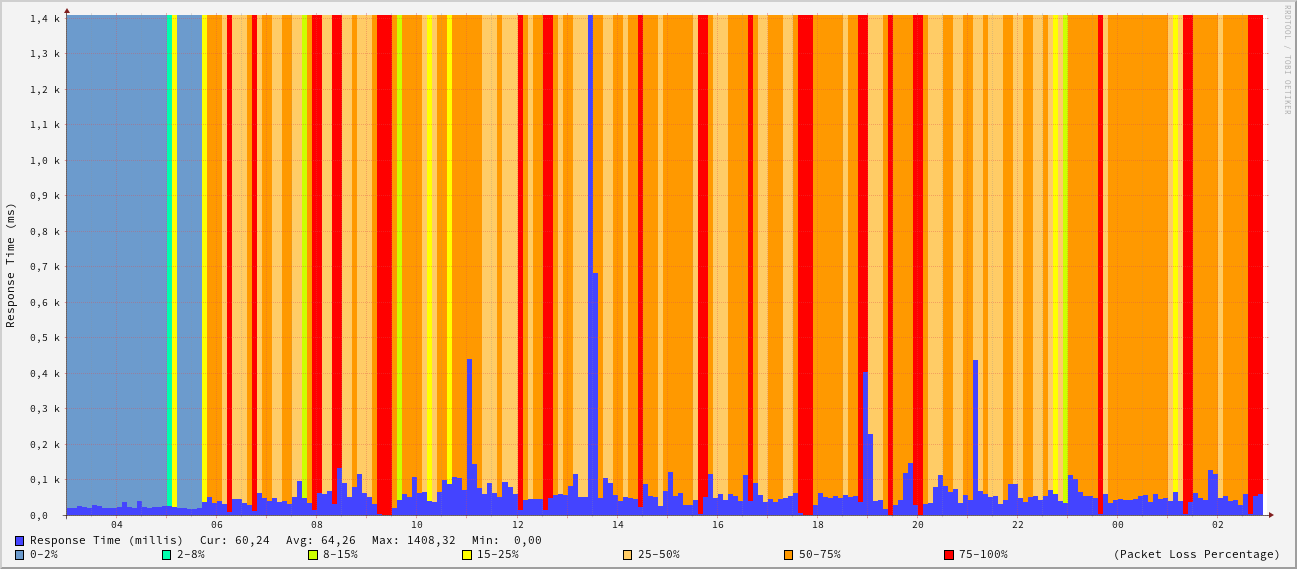 RRDTOOL / TOBI OETIKER
Response Time (ms)
1,4 k
1,3 k
1,2 k
1,1 k
1,0 k
0,9 k
0,8 k
0,7 k
0,6 k
0,5 k
0,4 k
0,3 k
0,2 k
0,1 k
0,0
04 06 08 10 12 14 16 18 20 22 00 02
Response Time (millis) Cur: 60,24 Avg: 64,26 Max: 1408,32 Min: 0,00
0-2% 2-8% 8-15% 15-25% 25-50% 50-75% 75-100% (Packet Loss Percentage)